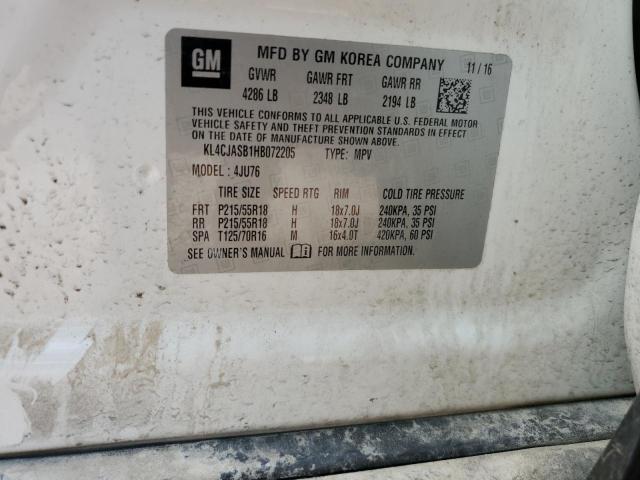 GM
MFD BY GM KOREA COMPANY 11/16
GVWR GAWR FRT GAWR RR
4286 LB 2348 LB 2194 LB
THIS VEHICLE CONFORMS TO ALL APPLICABLE U.S. FEDERAL MOTOR
VEHICLE SAFETY AND THEFT PREVENTION STANDARDS IN EFFECT
ON THE DATE OF MANUFACTURE SHOWN ABOVE.
KL4CJASB1HB072205 TYPE: MPV
MODEL: 4JU76
TIRE SIZE SPEED RTG RIM COLD TIRE PRESSURE
FRT P215/55R18 H 18x7.0J 240KPA, 35 PSI
RR P215/55R18 H 18x7.0J 240KPA, 35 PSI
SPA T125/70R16 M 16x4.0T 420KPA, 60 PSI
SEE OWNER'S MANUAL FOR MORE INFORMATION.